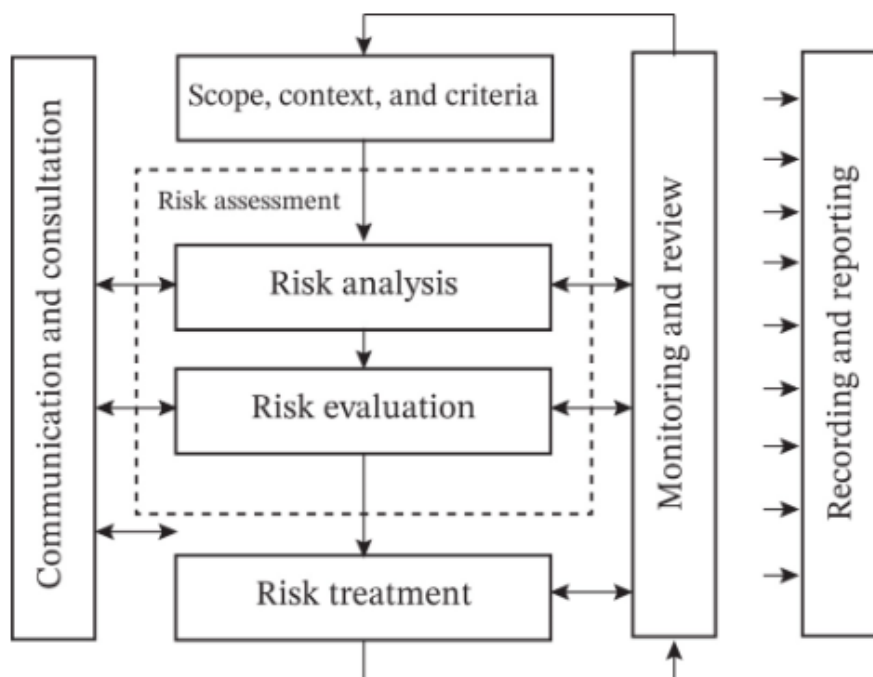 Communication and consultation
Scope, context, and criteria
Risk assessment
Risk analysis
Risk evaluation
Risk treatment
Monitoring and review
Recording and reporting